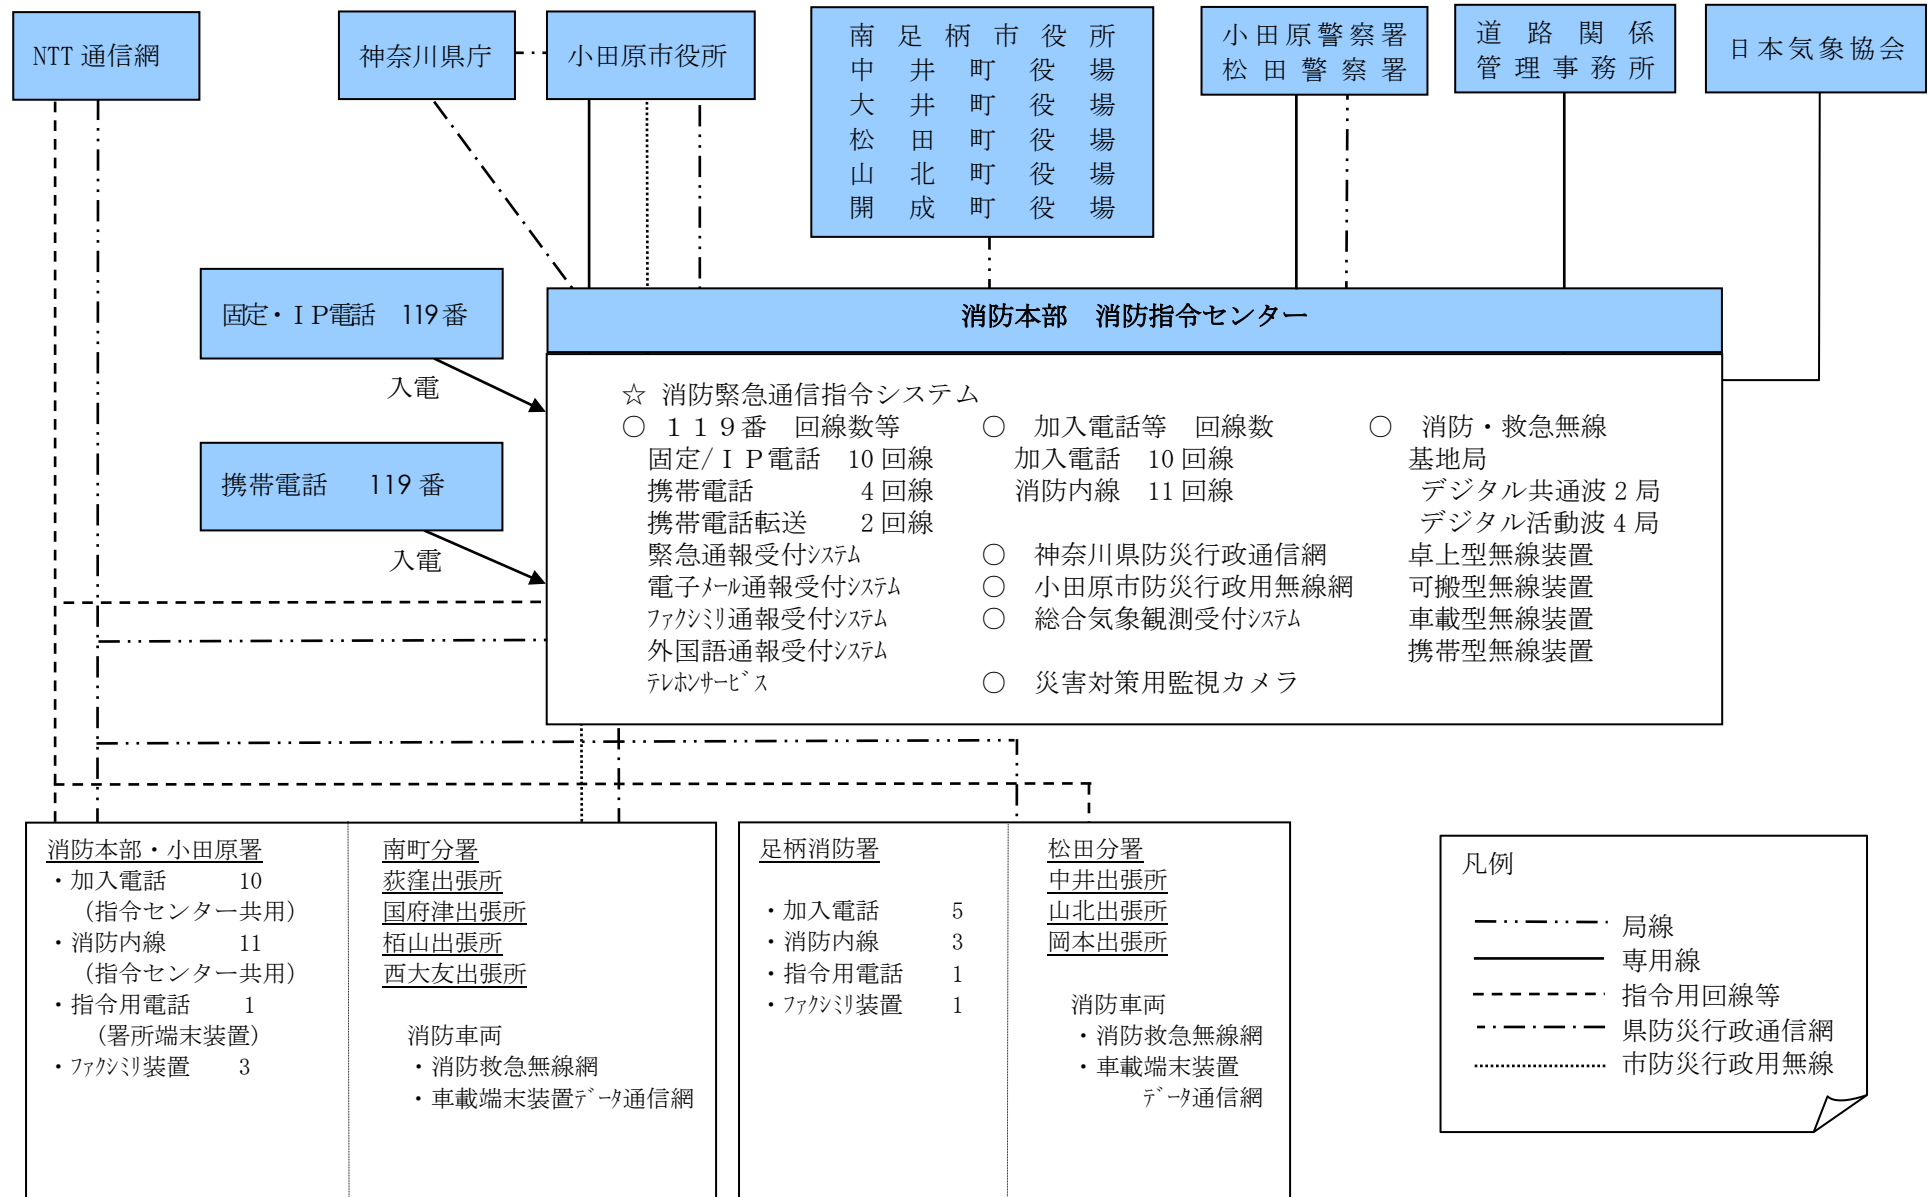 NTT 通信網
神奈川県庁
小田原市役所
南足柄市役所
中井町役場
大井町役場
松田町役場
山北町役場
開成町役場
小田原警察署
松田警察署
道路関係
管理事務所
日本気象協会
固定・ＩＰ電話　119番
入電
携帯電話　119 番
入電
消防本部　消防指令センター
☆ 消防緊急通信指令システム
○ １１９番　回線数等
固定/ＩＰ電話 10 回線
携帯電話 4 回線
携帯電話転送 2 回線
緊急通報受付ｼｽﾃﾑ
電子ﾒｰﾙ通報受付ｼｽﾃﾑ
ﾌｧｸｼﾐﾘ通報受付ｼｽﾃﾑ
外国語通報受付ｼｽﾃﾑ
ﾃﾚﾎﾝｻｰﾋﾞｽ
○ 加入電話等　回線数
加入電話 10 回線
消防内線 11 回線
○ 神奈川県防災行政通信網
○ 小田原市防災行政用無線網
○ 総合気象観測受付ｼｽﾃﾑ
○ 災害対策用監視カメラ
○ 消防・救急無線
基地局
デジタル共通波 2 局
デジタル活動波 4 局
卓上型無線装置
可搬型無線装置
車載型無線装置
携帯型無線装置
消防本部・小田原署
・加入電話 10
(指令センター共用)
・消防内線 11
(指令センター共用)
・指令用電話 1
(署所端末装置)
・ﾌｧｸｼﾐﾘ装置 3
南町分署
荻窪出張所
国府津出張所
栢山出張所
西大友出張所
消防車両
・消防救急無線網
・車載端末装置ﾃﾞｰﾀ通信網
足柄消防署
・加入電話 5
・消防内線 3
・指令用電話 1
・ﾌｧｸｼﾐﾘ装置 1
松田分署
中井出張所
山北出張所
岡本出張所
消防車両
・消防救急無線網
・車載端末装置
ﾃﾞｰﾀ通信網
凡例
局線
専用線
指令用回線等
県防災行政通信網
市防災行政用無線